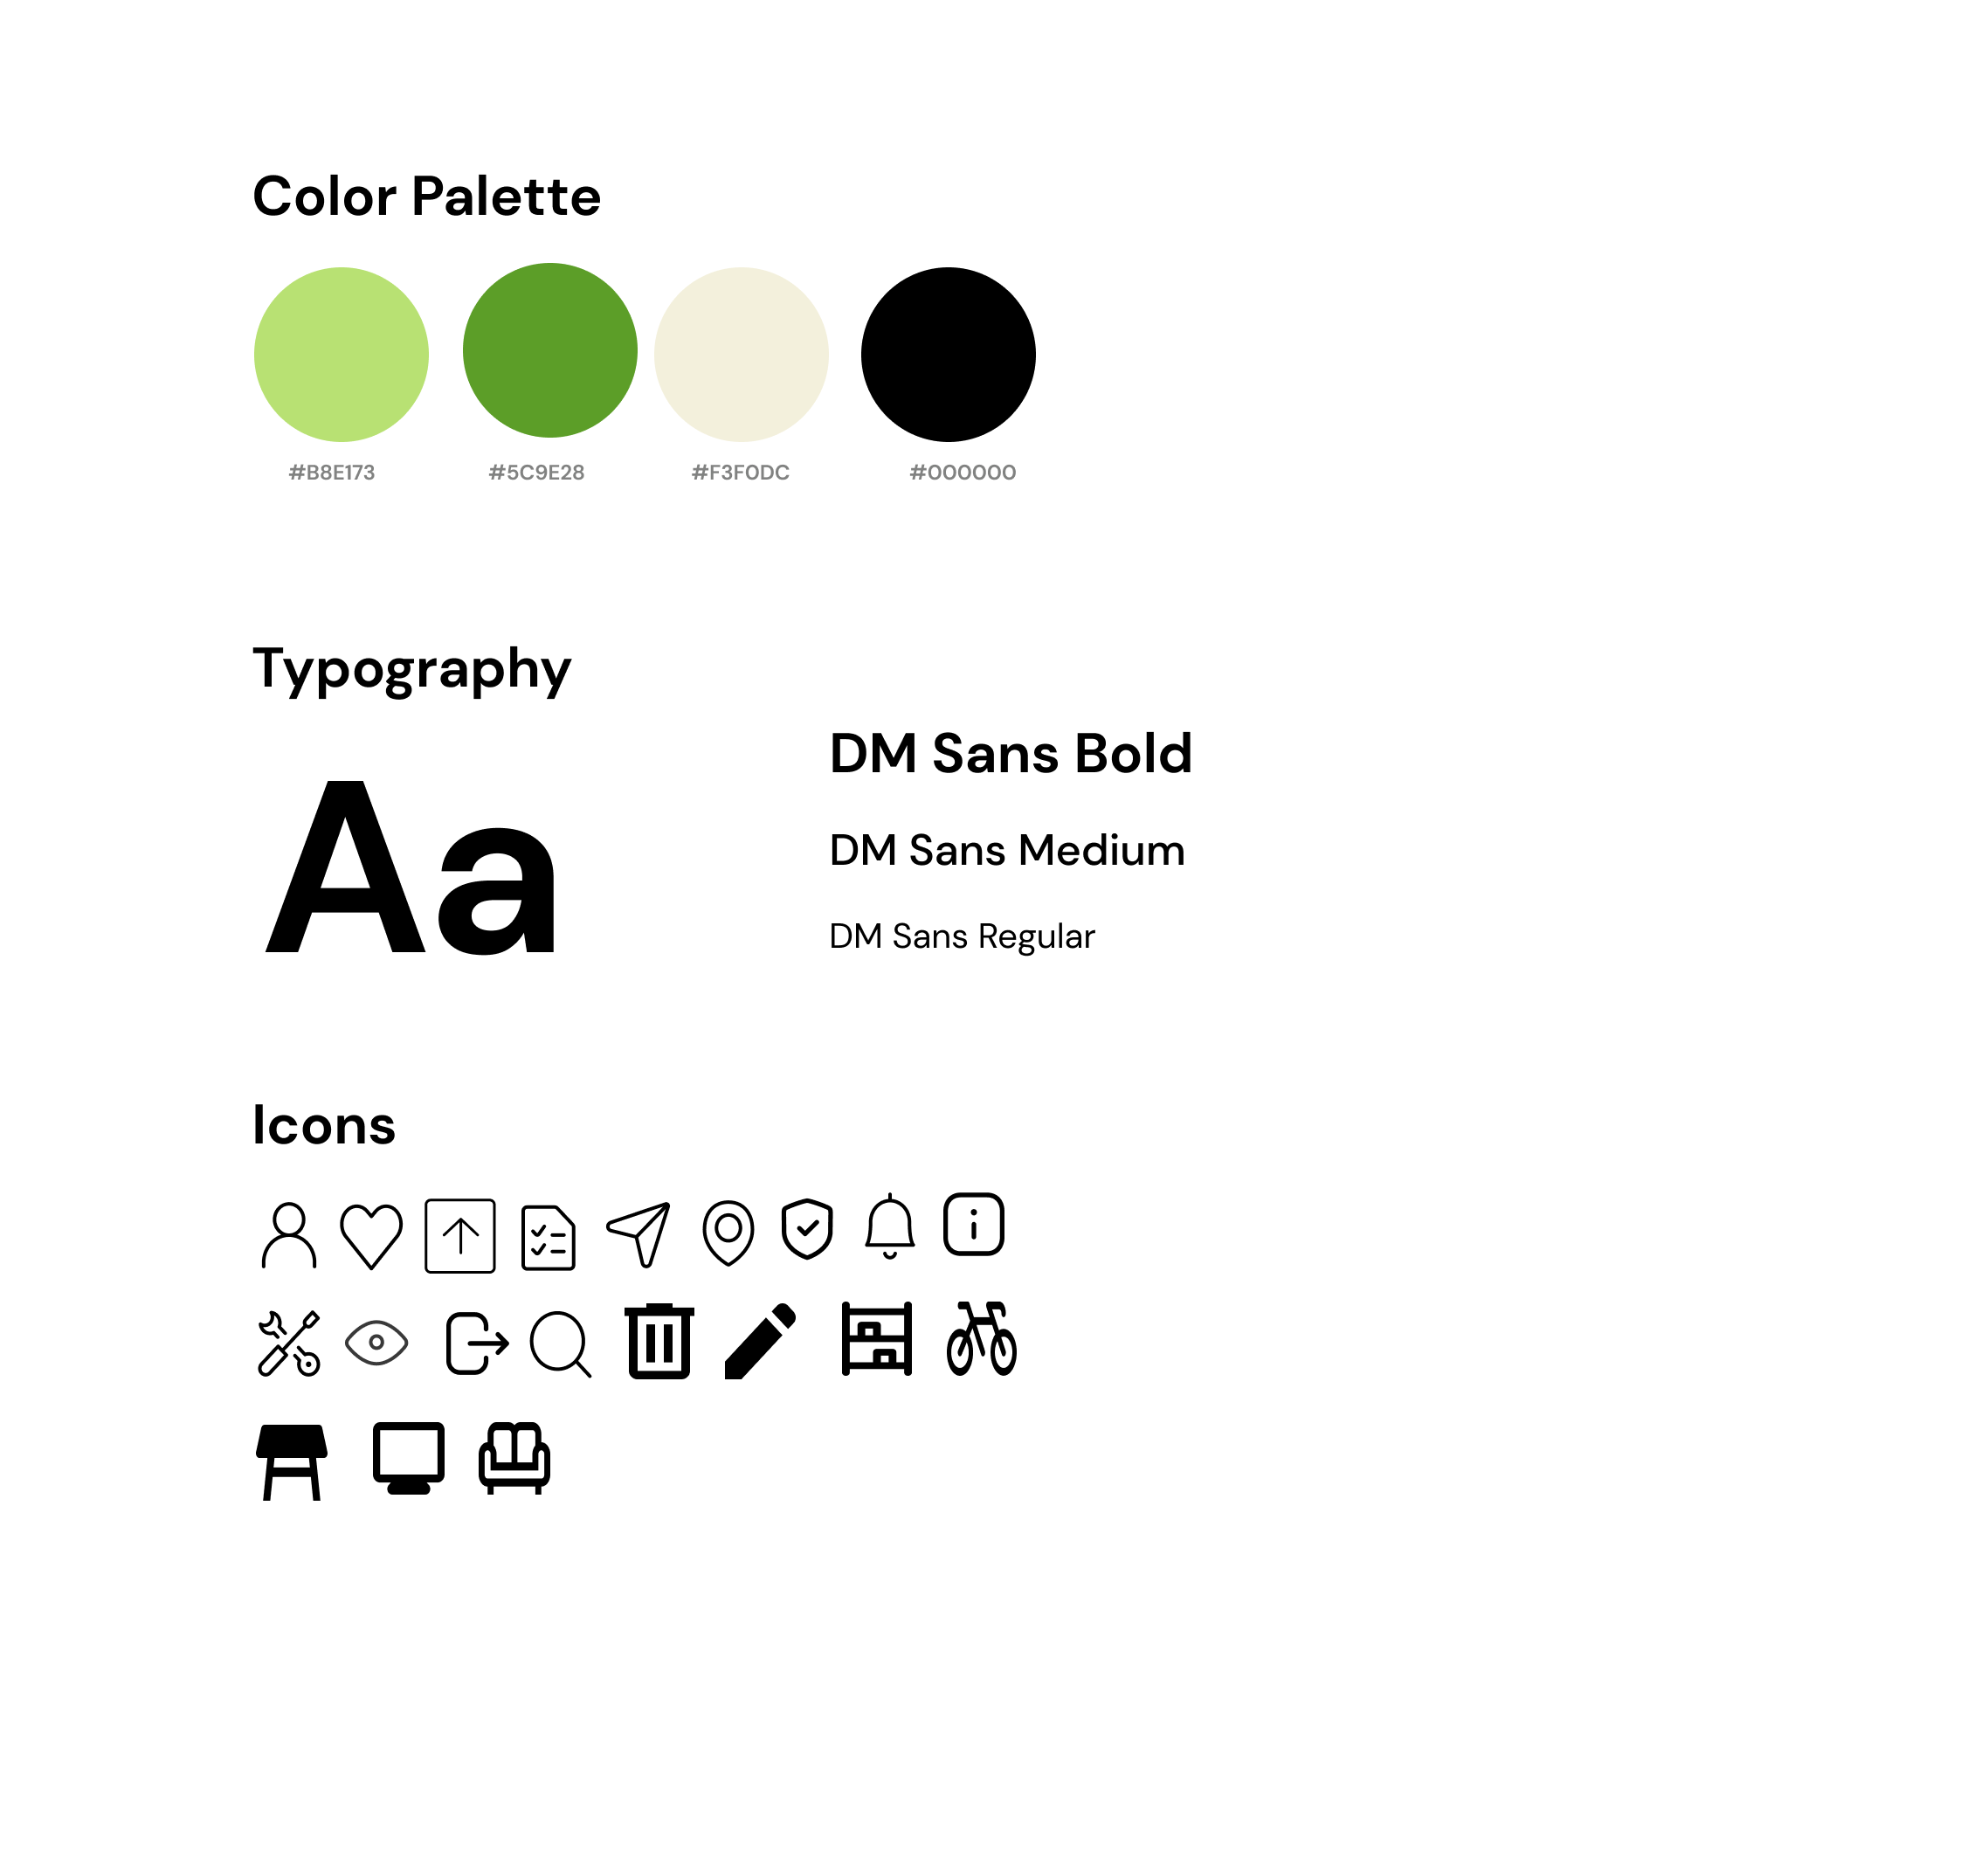 Color Palette
#B8E173 #5C9E28 #F3F0DC #000000
Typography
Aa
DM Sans Bold
DM Sans Medium
DM Sans Regular
Icons